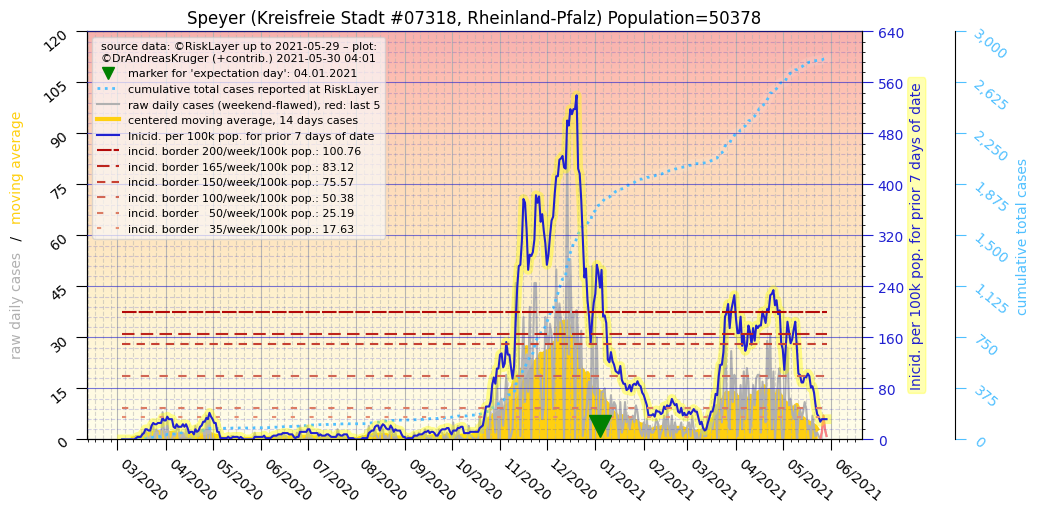 Speyer (Kreisfreie Stadt #07318, Rheinland-Pfalz) Population=50378
source data: ©RiskLayer up to 2021-05-29 – plot:
©DrAndreasKruger (+contrib.) 2021-05-30 04:01
marker for 'expectation day': 04.01.2021
cumulative total cases reported at RiskLayer
raw daily cases (weekend-flawed), red: last 5
centered moving average, 14 days cases
Inicid. per 100k pop. for prior 7 days of date
incid. border 200/week/100k pop.: 100.76
incid. border 165/week/100k pop.: 83.12
incid. border 150/week/100k pop.: 75.57
incid. border 100/week/100k pop.: 50.38
incid. border 50/week/100k pop.: 25.19
incid. border 35/week/100k pop.: 17.63
raw daily cases / moving average
120
105
90
75
60
45
30
15
0
640
560
480
400
320
240
160
80
0
Inicid. per 100k pop. for prior 7 days of date
3,000
2,625
2,250
1,875
1,500
1,125
750
375
0
cumulative total cases
03/2020
04/2020
05/2020
06/2020
07/2020
08/2020
09/2020
10/2020
11/2020
12/2020
01/2021
02/2021
03/2021
04/2021
05/2021
06/2021